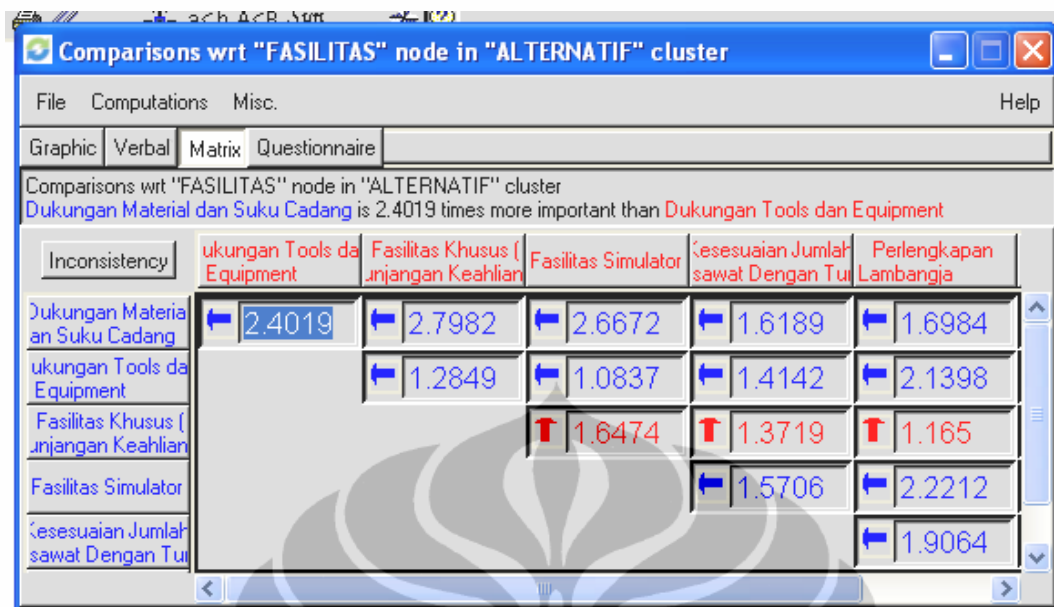 Comparisons wrt "FASILITAS" node in "ALTERNATIF" cluster
File Computations Misc. Help
Graphic Verbal Matrix Questionnaire
Comparisons wrt "FASILITAS" node in "ALTERNATIF" cluster
Dukungan Material dan Suku Cadang is 2.4019 times more important than Dukungan Tools dan Equipment
Inconsistency
ukungan Tools da
Equipment
Fasilitas Khusus (
unjangan Keahlian
Fasilitas Simulator
Kesesuaian Jumlah
sawat Dengan Tu
Perlengkapan
Lambangja
Dukungan Materia
an Suku Cadang
2.4019 2.7982 2.6672 1.6189 1.6984
ukungan Tools da
Equipment
1.2849 1.0837 1.4142 2.1398
Fasilitas Khusus (
unjangan Keahlian
1.6474 1.3719 1.165
Fasilitas Simulator
1.5706 2.2212
Kesesuaian Jumlah
sawat Dengan Tu
1.9064